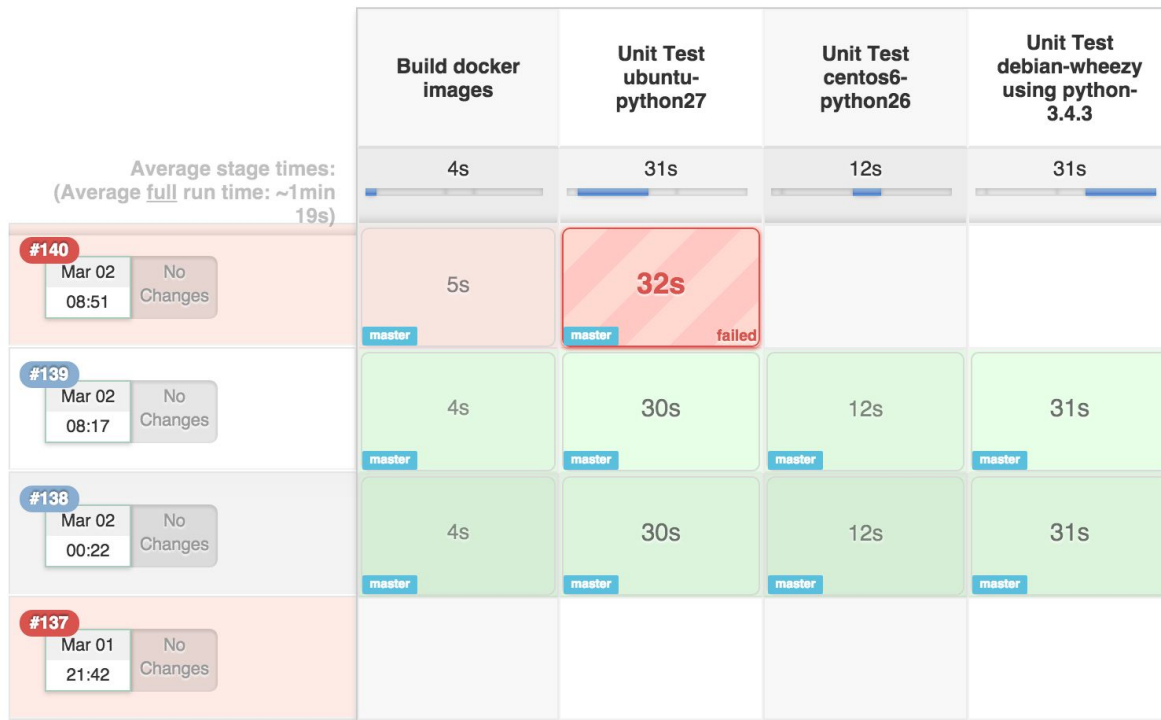 Build docker
images
Unit Test
ubuntu-
python27
Unit Test
centos6-
python26
Unit Test
debian-wheezy
using python-
3.4.3
Average stage times:
(Average full run time: ~1min
19s)
4s
31s
12s
31s
#140
Mar 02
08:51
No
Changes
5s
master
32s
master
failed
#139
Mar 02
08:17
No
Changes
4s
master
30s
master
12s
master
31s
master
#138
Mar 02
00:22
No
Changes
4s
master
30s
master
12s
master
31s
master
#137
Mar 01
21:42
No
Changes